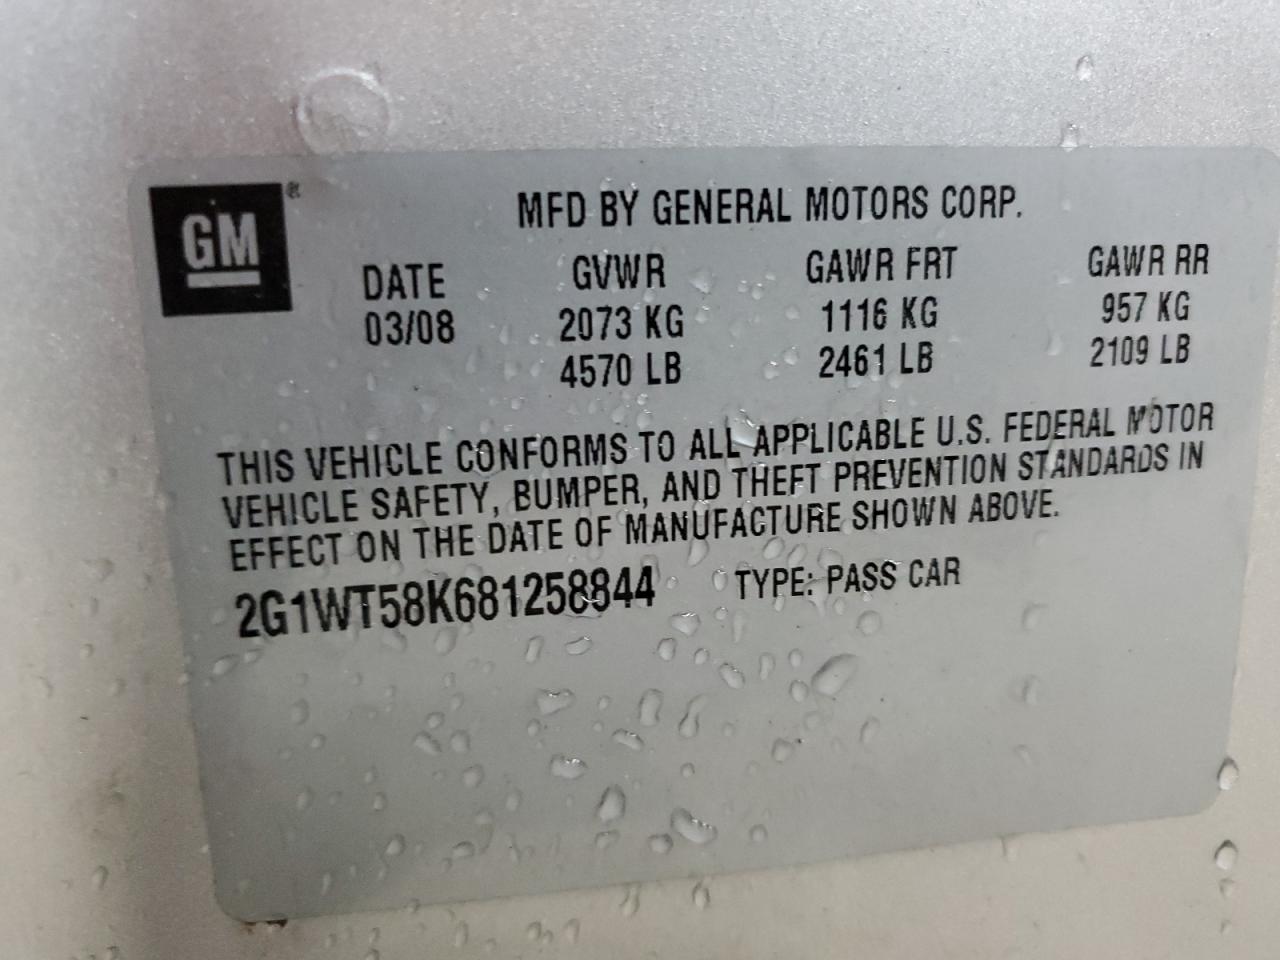 GM®
MFD BY GENERAL MOTORS CORP.
DATE GVWR GAWR FRT GAWR RR
03/08 2073 KG 1116 KG 957 KG
4570 LB 2461 LB 2109 LB
THIS VEHICLE CONFORMS TO ALL APPLICABLE U.S. FEDERAL MOTOR
VEHICLE SAFETY, BUMPER, AND THEFT PREVENTION STANDARDS IN
EFFECT ON THE DATE OF MANUFACTURE SHOWN ABOVE.
2G1WT58K681258844 TYPE: PASS CAR